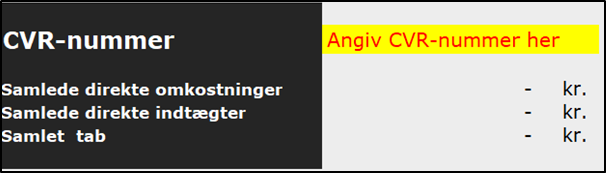 CVR-nummer Angiv CVR-nummer her
Samlede direkte omkostninger - kr.
Samlede direkte indtægter - kr.
Samlet tab - kr.